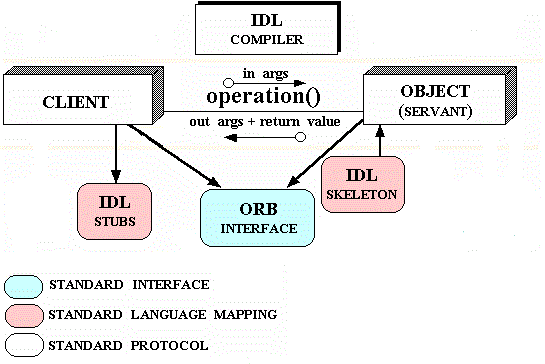 IDL
COMPILER
in args
CLIENT
operation()
OBJECT
(SERVANT)
out args + return value
IDL
STUBS
ORB
INTERFACE
IDL
SKELETON
STANDARD INTERFACE
STANDARD LANGUAGE MAPPING
STANDARD PROTOCOL